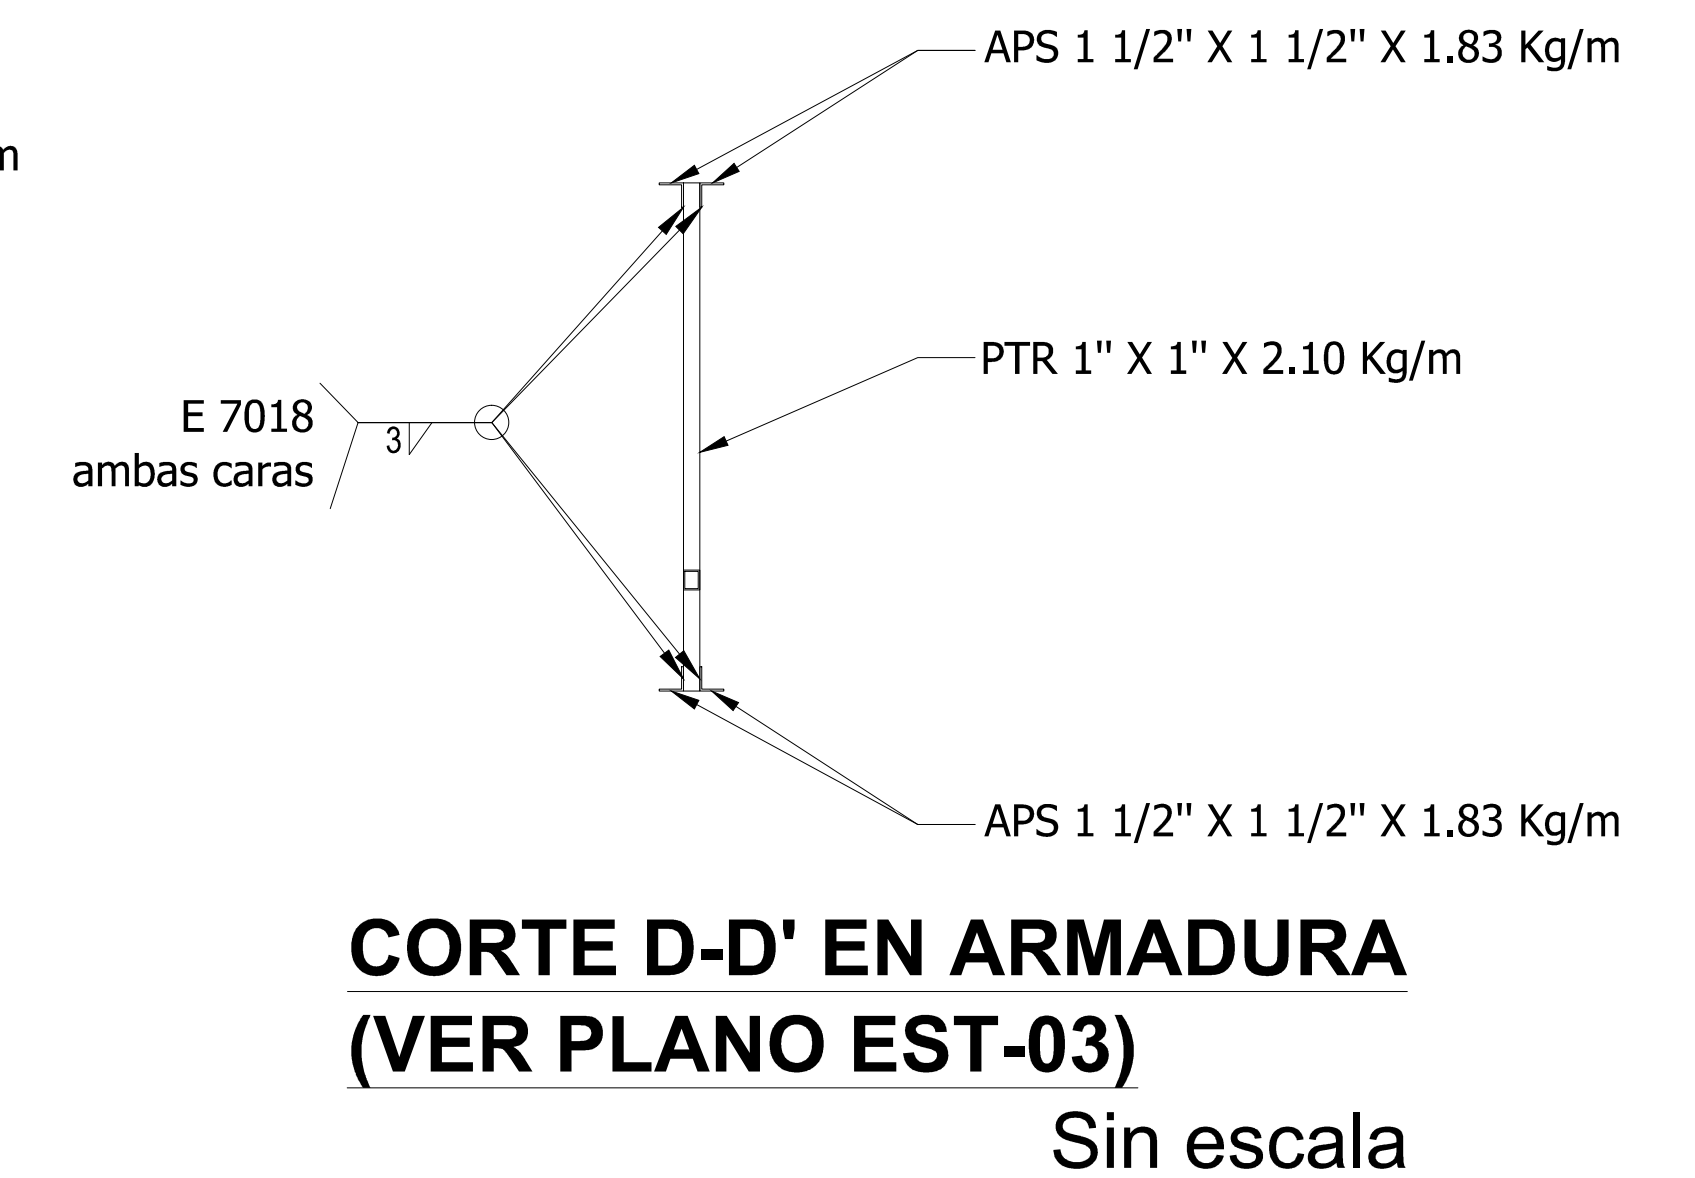 APS 1 1/2" X 1 1/2" X 1.83 Kg/m
m
PTR 1" X 1" X 2.10 Kg/m
E 7018
3
ambas caras
APS 1 1/2" X 1 1/2" X 1.83 Kg/m
CORTE D-D' EN ARMADURA
(VER PLANO EST-03)
Sin escala